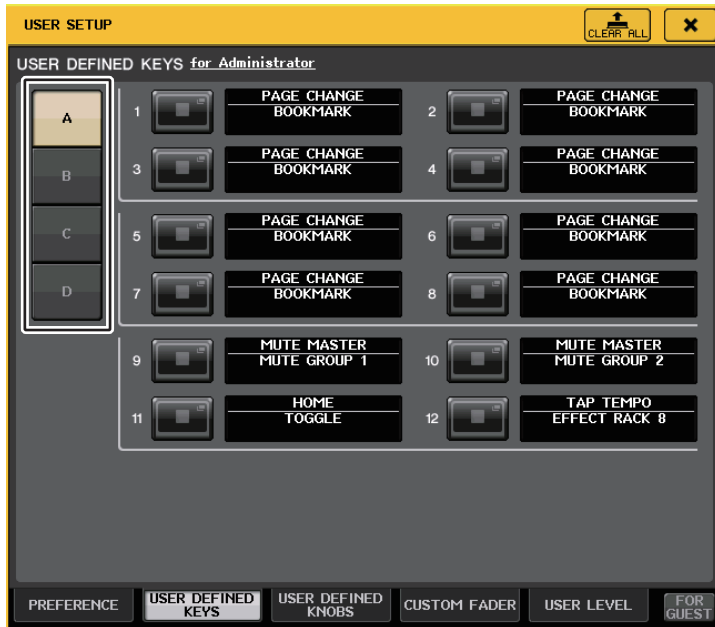 USER SETUP
CLEAR ALL
USER DEFINED KEYS for Administrator
A
B
C
D
1
PAGE CHANGE
BOOKMARK
2
PAGE CHANGE
BOOKMARK
3
PAGE CHANGE
BOOKMARK
4
PAGE CHANGE
BOOKMARK
5
PAGE CHANGE
BOOKMARK
6
PAGE CHANGE
BOOKMARK
7
PAGE CHANGE
BOOKMARK
8
PAGE CHANGE
BOOKMARK
9
MUTE MASTER
MUTE GROUP 1
10
MUTE MASTER
MUTE GROUP 2
11
HOME
TOGGLE
12
TAP TEMPO
EFFECT RACK 8
PREFERENCE
USER DEFINED
KEYS
USER DEFINED
KNOBS
CUSTOM FADER
USER LEVEL
FOR
GUEST